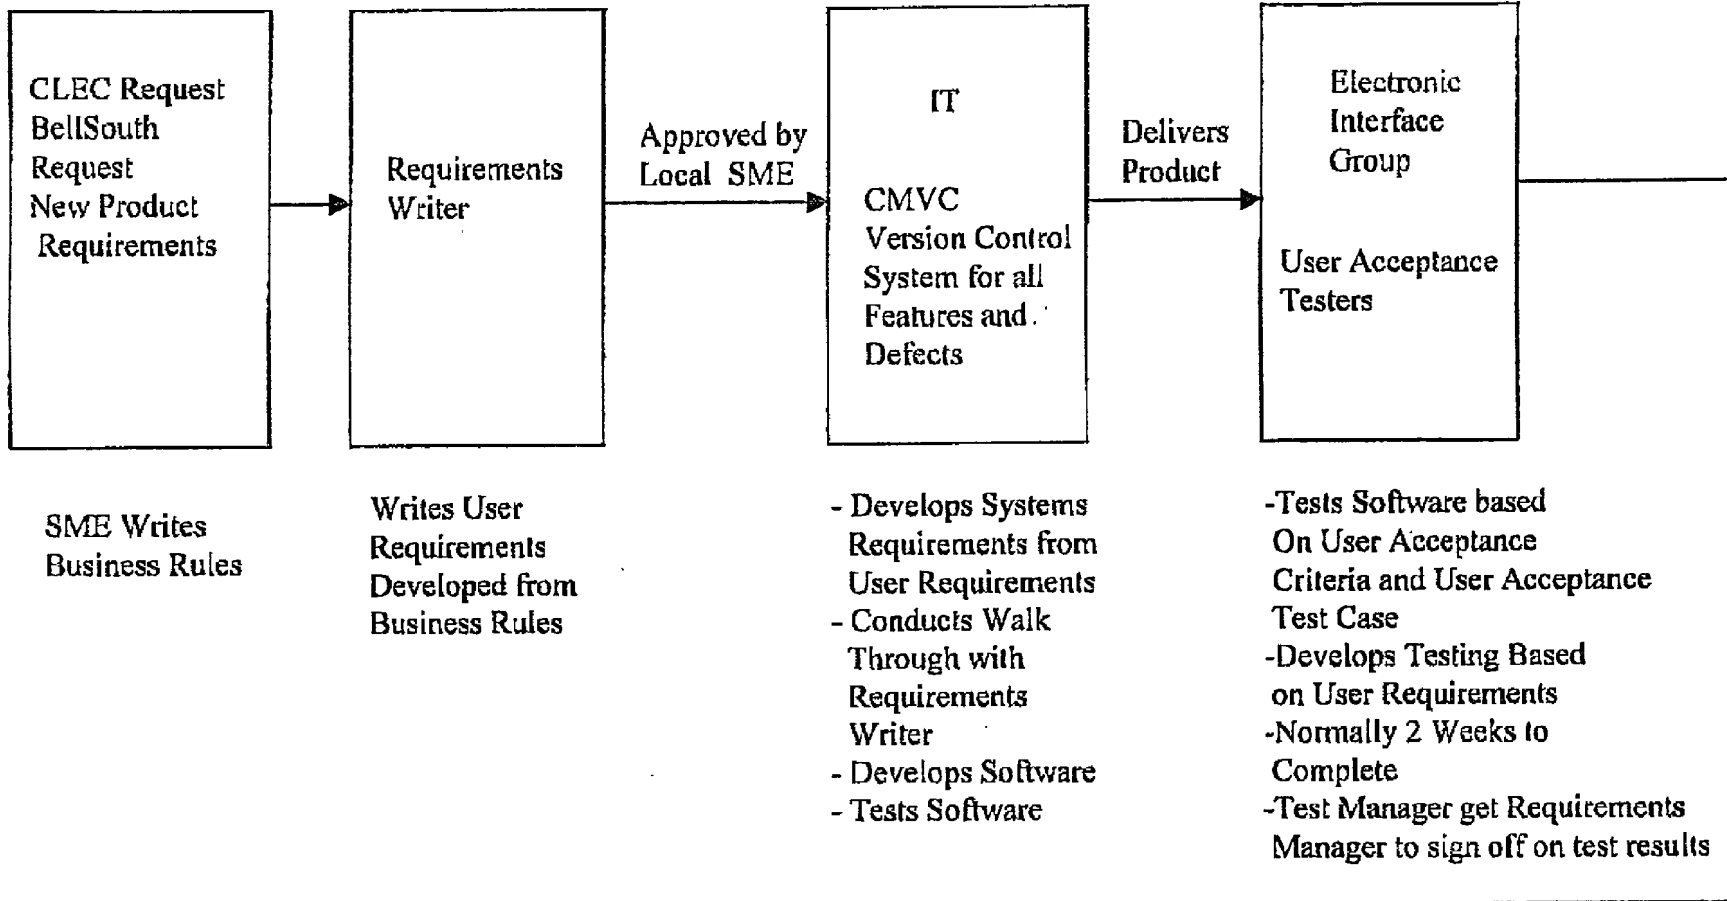 CLEC Request
BellSouth
Request
New Product
Requirements
Requirements
Writer
Approved by
Local SME
IT
CMVC
Version Control
System for all
Features and
Defects
Delivers
Product
Electronic
Interface
Group
User Acceptance
Testers
SME Writes
Business Rules
Writes User
Requirements
Developed from
Business Rules
- Develops Systems
Requirements from
User Requirements
- Conducts Walk
Through with
Requirements
Writer
- Develops Software
- Tests Software
-Tests Software based
On User Acceptance
Criteria and User Acceptance
Test Case
-Develops Testing Based
on User Requirements
-Normally 2 Weeks to
Complete
-Test Manager get Requirements
Manager to sign off on test results